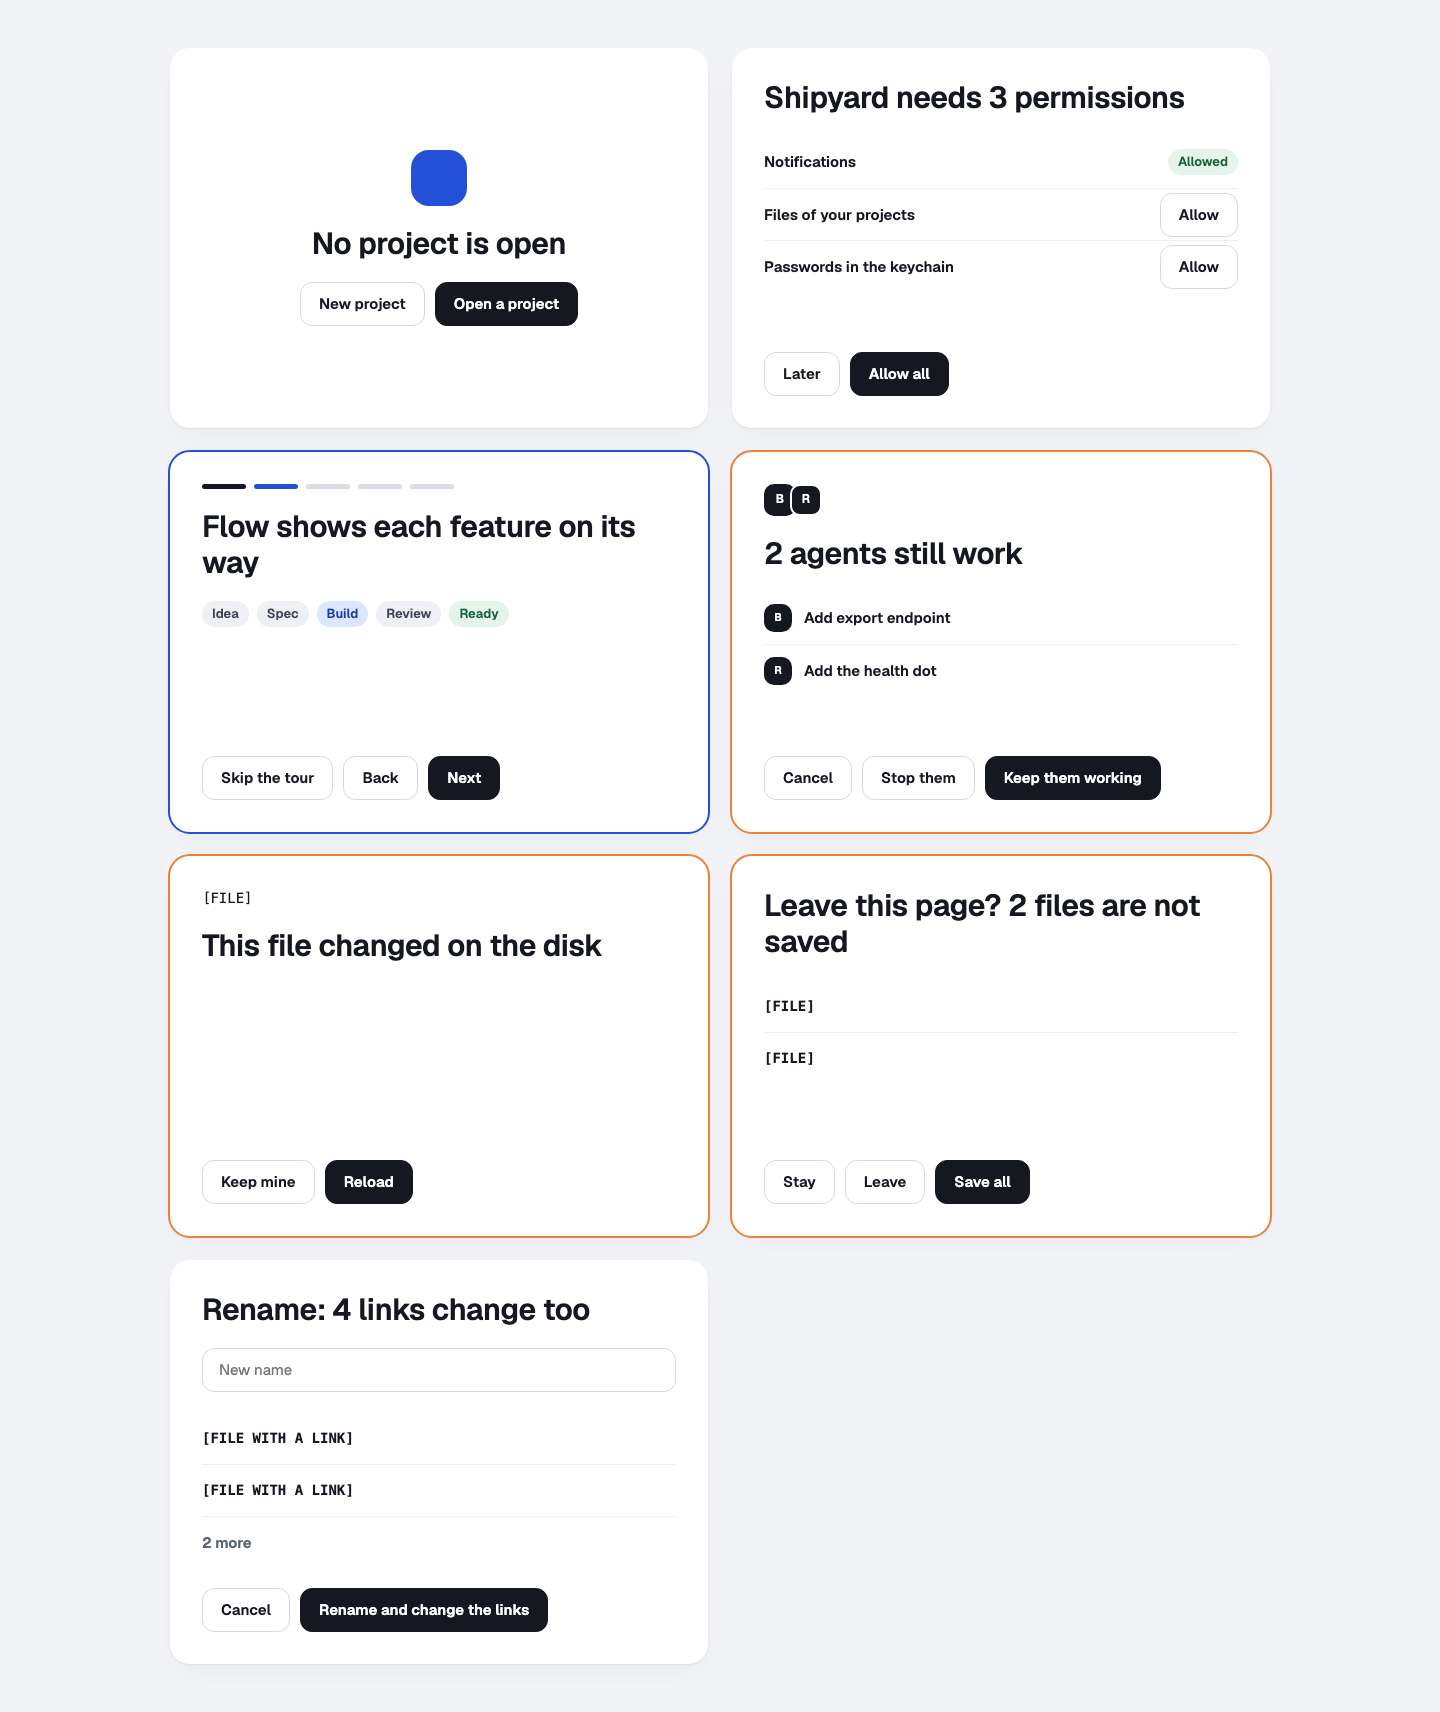 No project is open
New project
Open a project
Shipyard needs 3 permissions
Notifications
Allowed
Files of your projects
Allow
Passwords in the keychain
Allow
Later
Allow all
Flow shows each feature on its
way
Idea
Spec
Build
Review
Ready
Skip the tour
Back
Next
B
R
2 agents still work
B
Add export endpoint
R
Add the health dot
Cancel
Stop them
Keep them working
[FILE]
This file changed on the disk
Keep mine
Reload
Leave this page? 2 files are not
saved
[FILE]
[FILE]
Stay
Leave
Save all
Rename: 4 links change too
New name
[FILE WITH A LINK]
[FILE WITH A LINK]
2 more
Cancel
Rename and change the links